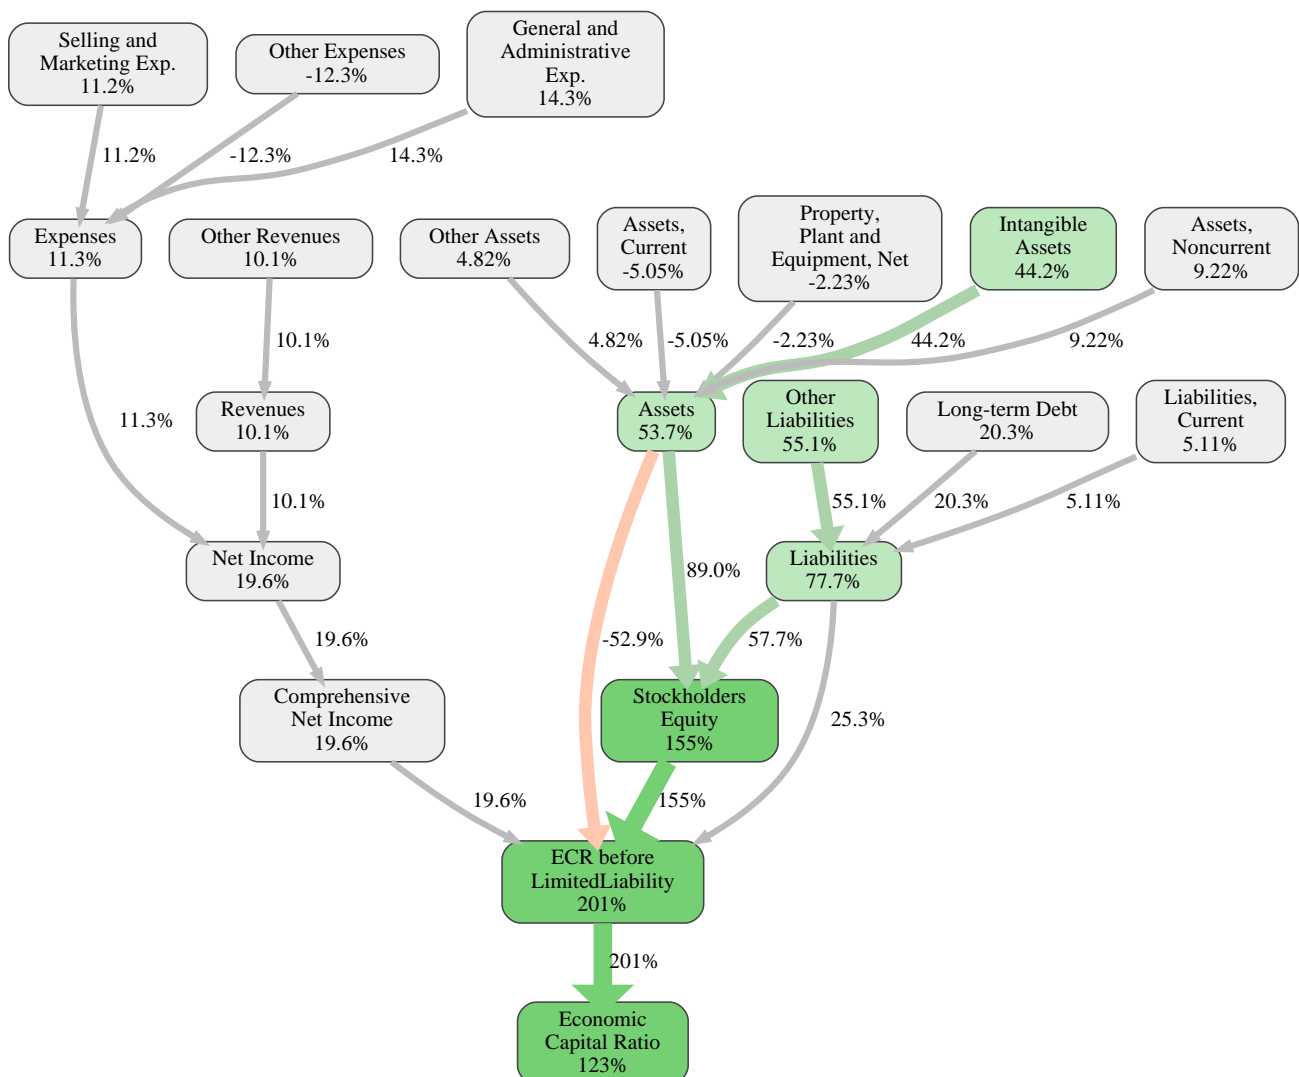 Selling and
Marketing Exp.
11.2%
Other Expenses
-12.3%
General and
Administrative
Exp.
14.3%
11.2%
-12.3%
14.3%
Expenses
11.3%
Other Revenues
10.1%
Other Assets
4.82%
Assets,
Current
-5.05%
Property,
Plant and
Equipment, Net
-2.23%
Intangible
Assets
44.2%
Assets,
Noncurrent
9.22%
10.1%
4.82%
-5.05%
-2.23%
44.2%
9.22%
11.3%
Revenues
10.1%
Assets
53.7%
Other
Liabilities
55.1%
Long-term Debt
20.3%
Liabilities,
Current
5.11%
10.1%
55.1%
20.3%
5.11%
Net Income
19.6%
89.0%
Liabilities
77.7%
19.6%
-52.9%
57.7%
Comprehensive
Net Income
19.6%
Stockholders
Equity
155%
25.3%
19.6%
155%
ECR before
LimitedLiability
201%
201%
Economic
Capital Ratio
123%